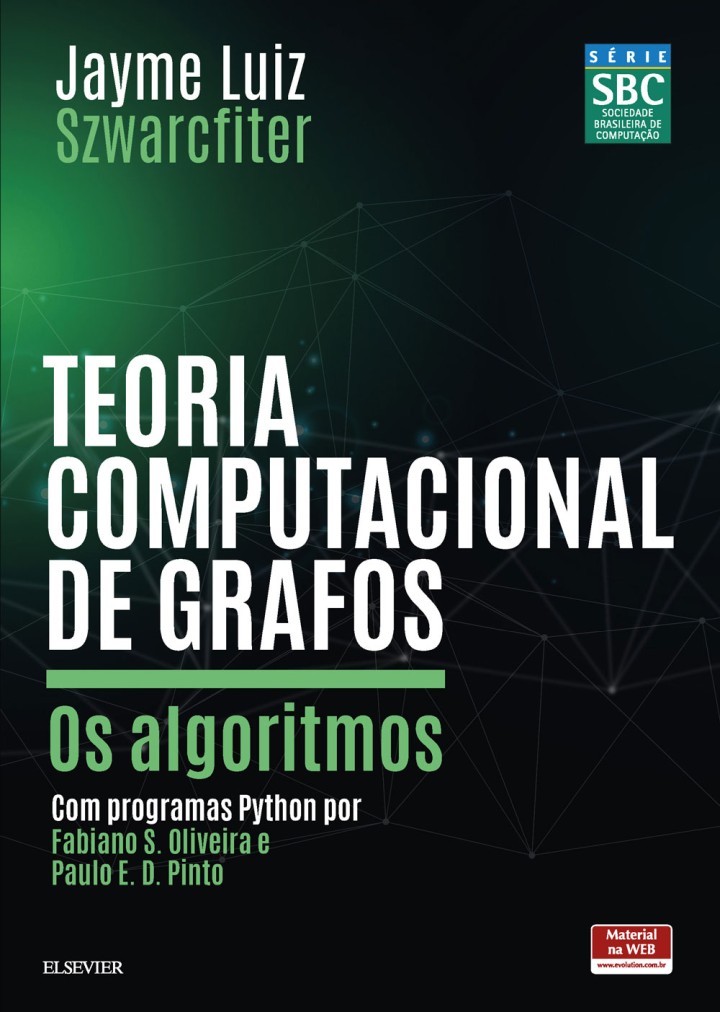 Jayme Luiz
Szwarcfiter
SÉRIE
SBC
SOCIEDADE
BRASILEIRA DE
COMPUTAÇÃO
TEORIA
COMPUTACIONAL
DE GRAFOS
Os algoritmos
Com programas Python por
Fabiano S. Oliveira e
Paulo E. D. Pinto
ELSEVIER
Material
na WEB
www.evolution.com.br